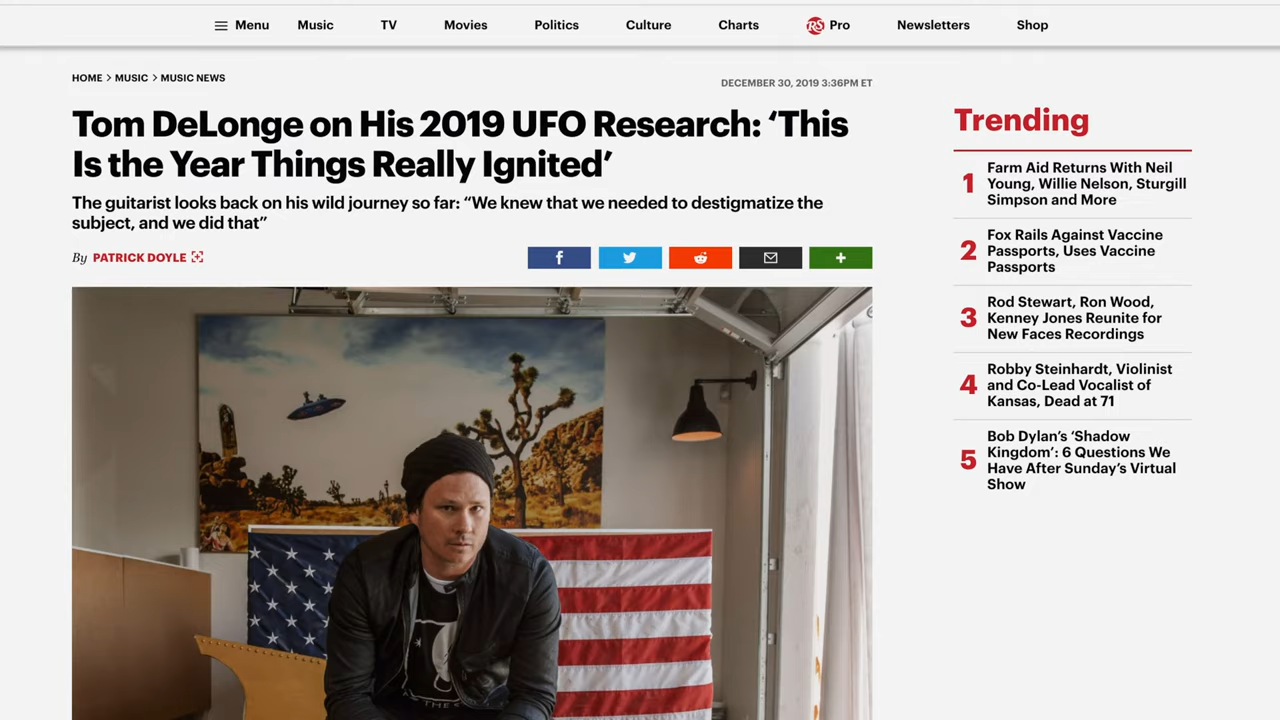 Menu Music TV Movies Politics Culture Charts RS Pro Newsletters Shop
HOME > MUSIC > MUSIC NEWS
DECEMBER 30, 2019 3:36PM ET
Tom DeLonge on His 2019 UFO Research: ‘This
Is the Year Things Really Ignited’
The guitarist looks back on his wild journey so far: “We knew that we needed to destigmatize the
subject, and we did that”
By PATRICK DOYLE
f
Trending
1 Farm Aid Returns With Neil
Young, Willie Nelson, Sturgill
Simpson and More
2 Fox Rails Against Vaccine
Passports, Uses Vaccine
Passports
3 Rod Stewart, Ron Wood,
Kenney Jones Reunite for
New Faces Recordings
4 Robby Steinhardt, Violinist
and Co-Lead Vocalist of
Kansas, Dead at 71
5 Bob Dylan’s ‘Shadow
Kingdom’: 6 Questions We
Have After Sunday’s Virtual
Show